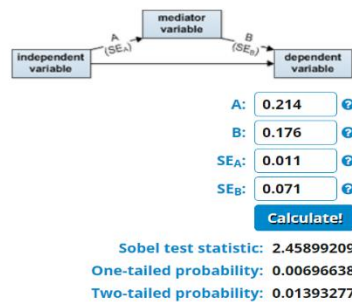 mediator
variable
A
(SEA)
B
(SEB)
independent
variable
dependent
variable
A: 0.214 ?
B: 0.176 ?
SEA: 0.011 ?
SEB: 0.071 ?
Calculate!
Sobel test statistic: 2.45899209
One-tailed probability: 0.00696638
Two-tailed probability: 0.01393277